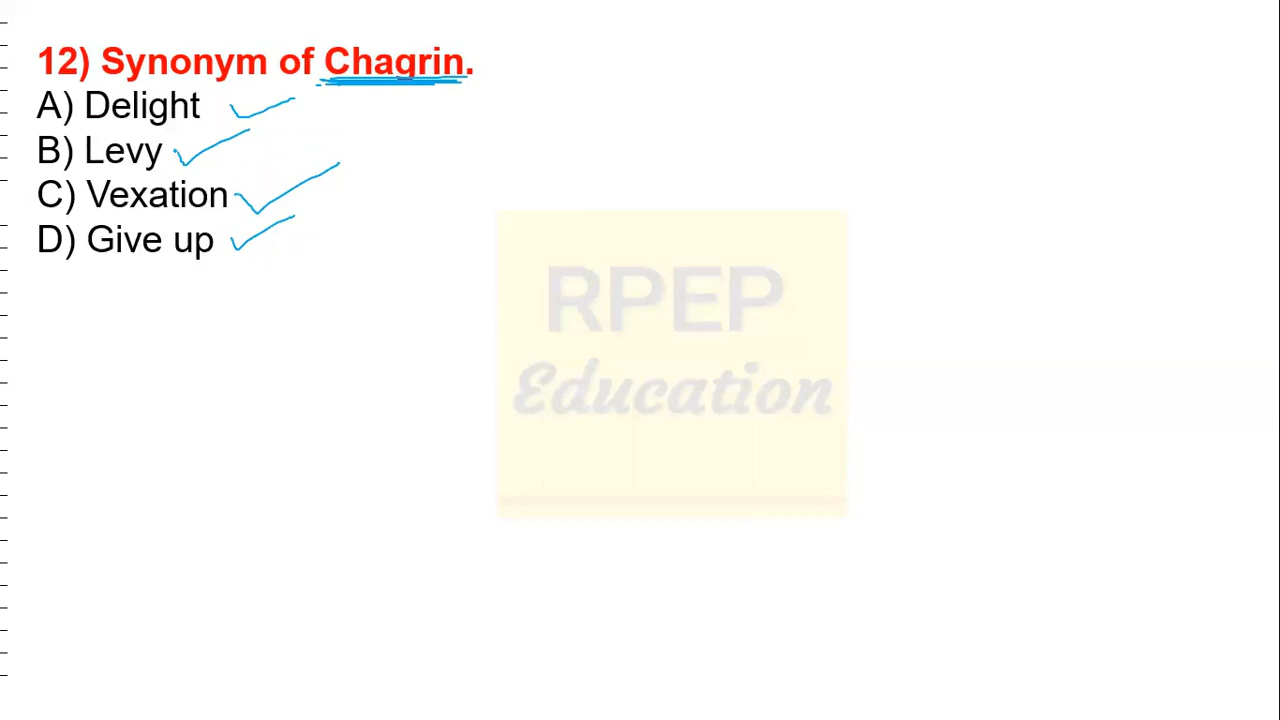 12) Synonym of Chagrin.
A) Delight
B) Levy
C) Vexation
D) Give up
RPEP
Education